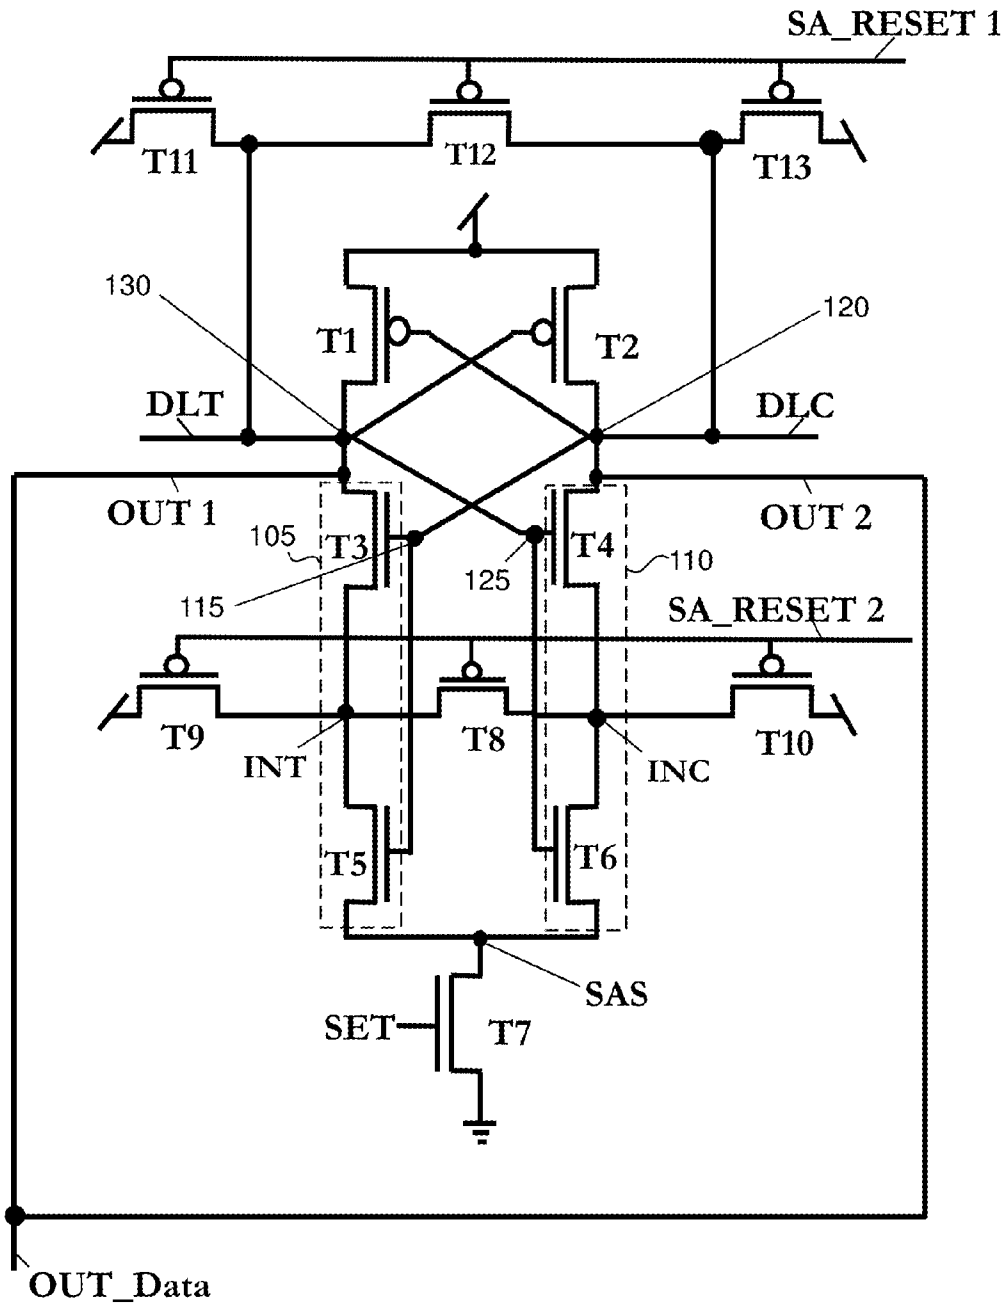 SA_RESET 1
T11
T12
T13
130
120
T1
T2
DLT
DLC
OUT 1
OUT 2
105
T3
T4
125
110
115
SA_RESET 2
T9
T8
T10
INT
INC
T5
T6
SAS
SET
T7
OUT_Data